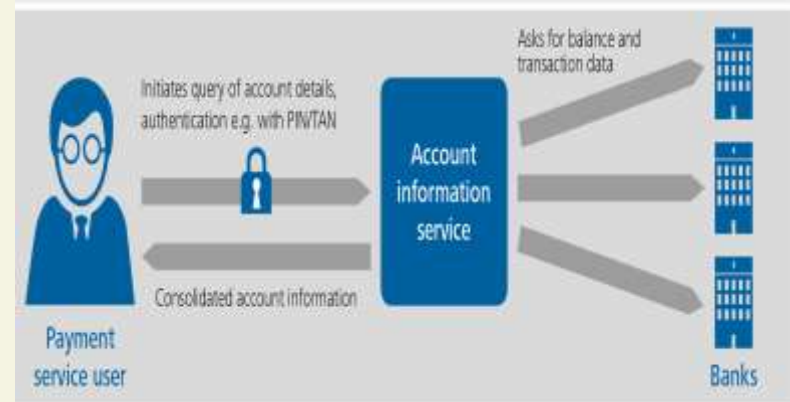 Asks for balance and
transaction data
Initiates query of account details,
authentication e.g. with PIN/TAN
Account
information
service
Consolidated account information
Payment
service user
Banks